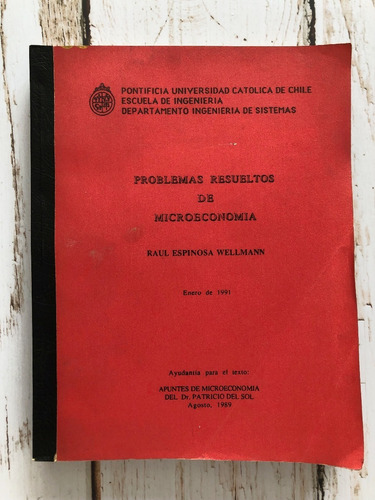 PONTIFICIA UNIVERSIDAD CATOLICA DE CHILE
ESCUELA DE INGENIERIA
DEPARTAMENTO INGENIERIA DE SISTEMAS
PROBLEMAS RESUELTOS
DE
MICROECONOMIA
RAUL ESPINOSA WELLMANN
Enero de 1991
Ayudantía para el texto:
APUNTES DE MICROECONOMIA
DEL Dr. PATRICIO DEL SOL
Agosto, 1989